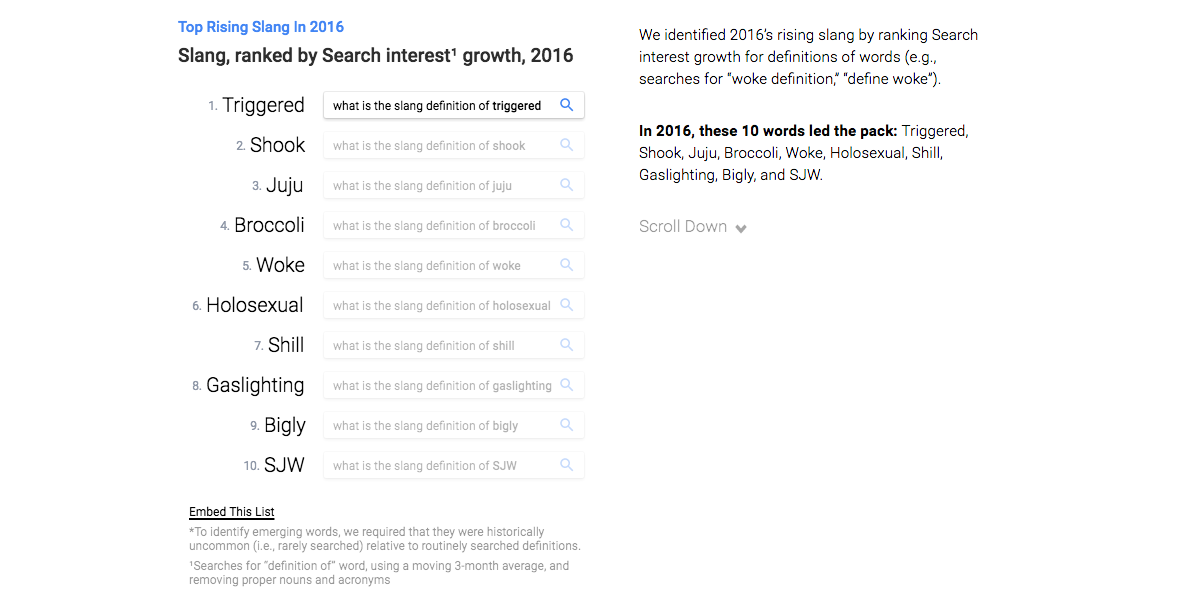 Top Rising Slang In 2016
Slang, ranked by Search interest¹ growth, 2016
1. Triggered what is the slang definition of triggered
2. Shook what is the slang definition of shook
3. Juju what is the slang definition of juju
4. Broccoli what is the slang definition of broccoli
5. Woke what is the slang definition of woke
6. Holosexual what is the slang definition of holosexual
7. Shill what is the slang definition of shill
8. Gaslighting what is the slang definition of gaslighting
9. Bigly what is the slang definition of bigly
10. SJW what is the slang definition of SJW
Embed This List
*To identify emerging words, we required that they were historically
uncommon (i.e., rarely searched) relative to routinely searched definitions.
¹Searches for “definition of” word, using a moving 3-month average, and
removing proper nouns and acronyms
We identified 2016’s rising slang by ranking Search
interest growth for definitions of words (e.g.,
searches for “woke definition,” “define woke”).
In 2016, these 10 words led the pack: Triggered,
Shook, Juju, Broccoli, Woke, Holosexual, Shill,
Gaslighting, Bigly, and SJW.
Scroll Down